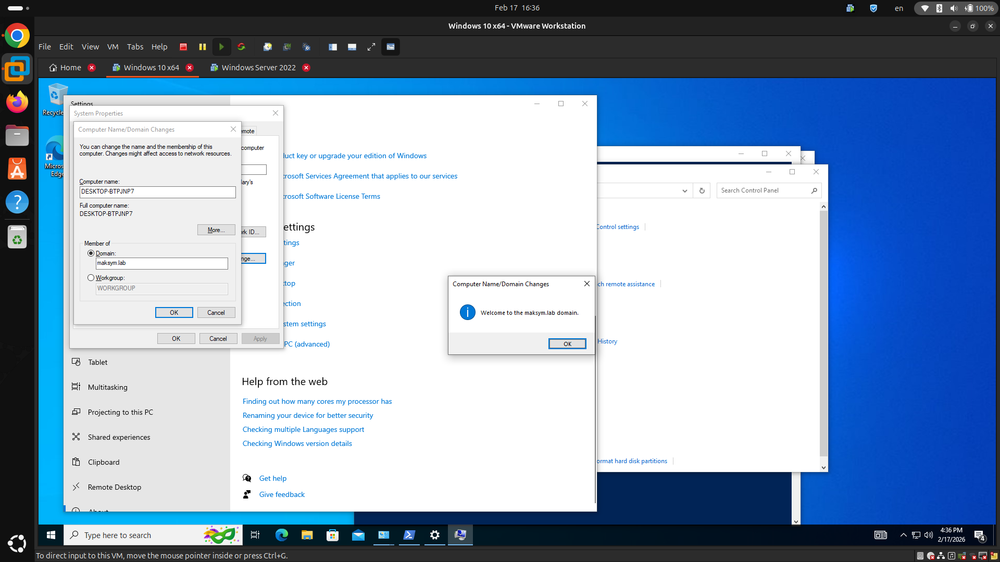 Feb 17 16:36
en
100%
Windows 10 x64 - VMware Workstation
File Edit View VM Tabs Help
Home
Windows 10 x64
Windows Server 2022
Recycle
Micros
Edge
Settings
System Properties
Computer Name/Domain Changes
emote
You can change the name and the membership of this
computer. Changes might affect access to network resources.
computer
Computer name:
DESKTOP-BTPJNP7
lary's
Full computer name:
DESKTOP-BTPJNP7
More...
ork ID...
Member of
Domain:
maksym.lab
nge...
Workgroup:
WORKGROUP
OK Cancel
OK Cancel Apply
duct key or upgrade your edition of Windows
crosoft Services Agreement that applies to our services
crosoft Software License Terms
ettings
tings
ger
ktop
ection
stem settings
PC (advanced)
Computer Name/Domain Changes
Welcome to the maksym.lab domain.
OK
Search Control Panel
Control settings
ch remote assistance
History
ormat hard disk partitions
Tablet
Multitasking
Projecting to this PC
Shared experiences
Clipboard
Remote Desktop
About
Help from the web
Finding out how many cores my processor has
Renaming your device for better security
Checking multiple Languages support
Checking Windows version details
Get help
Give feedback
Type here to search
4:36 PM
2/17/2026
4
To direct input to this VM, move the mouse pointer inside or press Ctrl+G.